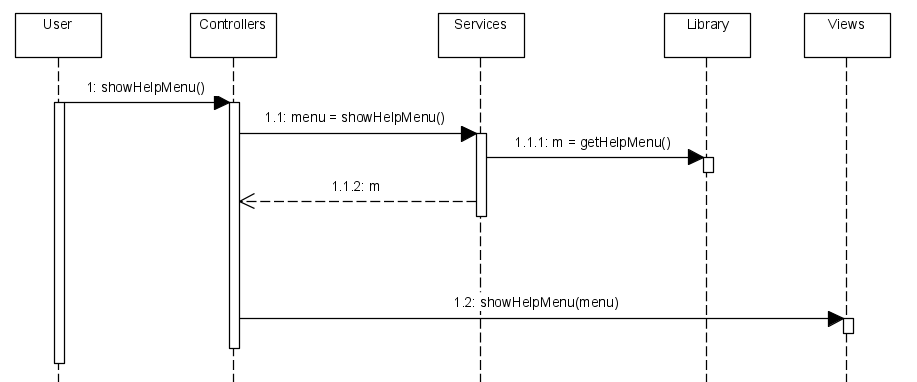 User
Controllers
Services
Library
Views
1: showHelpMenu()
1.1: menu = showHelpMenu()
1.1.1: m = getHelpMenu()
1.1.2: m
1.2: showHelpMenu(menu)